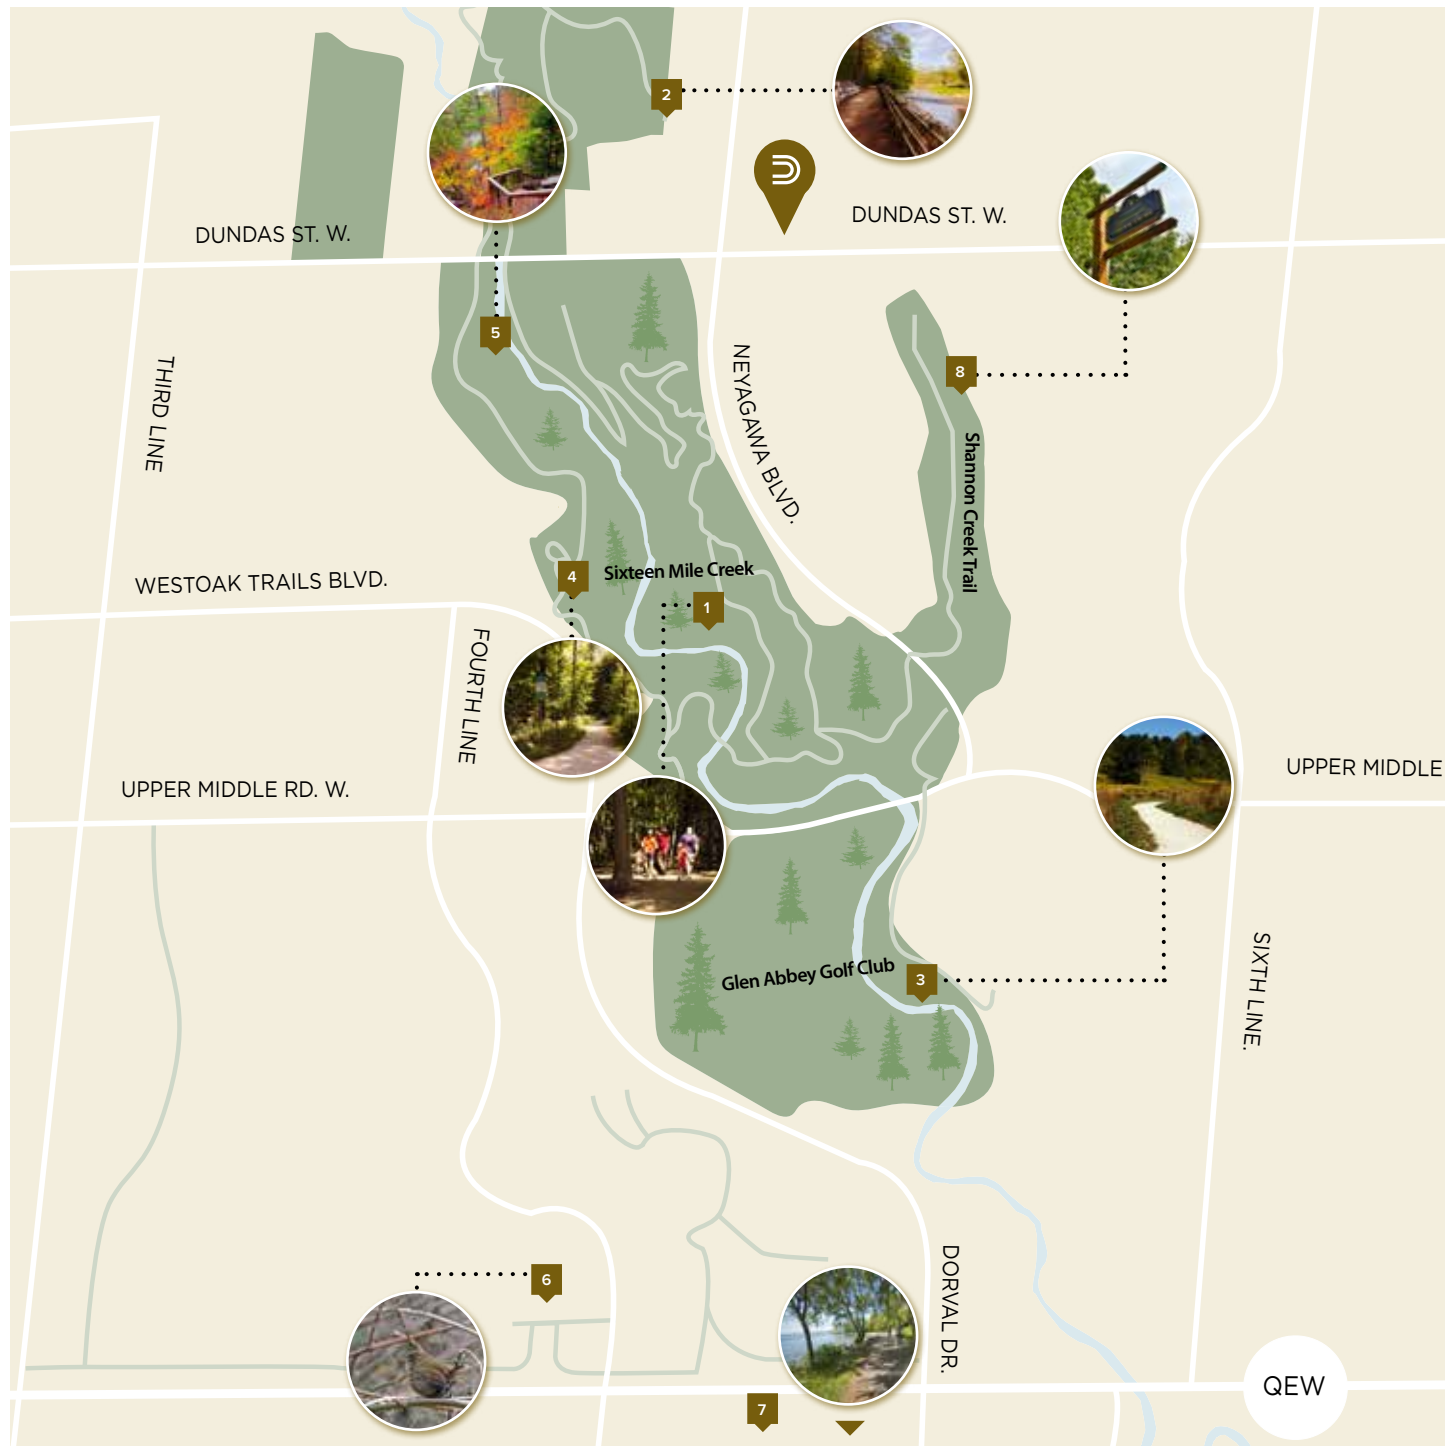 2
DUNDAS ST. W.
DUNDAS ST. W.
5
8
THIRD LINE
NEYAGAWA BLVD.
Shannon Creek Trail
WESTOAK TRAILS BLVD.
4
Sixteen Mile Creek
1
FOURTH LINE
UPPER MIDDLE RD. W.
UPPER MIDDLE
Glen Abbey Golf Club
3
SIXTH LINE.
6
DORVAL DR.
QEW
7